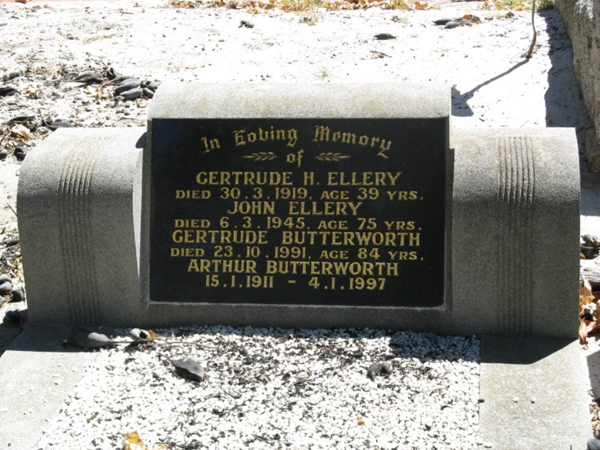 In Loving Memory
of
GERTRUDE H. ELLERY
DIED 30.3.1919, AGE 39 YRS.
JOHN ELLERY
DIED 6.3.1945, AGE 75 YRS.
GERTRUDE BUTTERWORTH
DIED 23.10.1991, AGE 84 YRS.
ARTHUR BUTTERWORTH
15.1.1911 - 4.1.1997